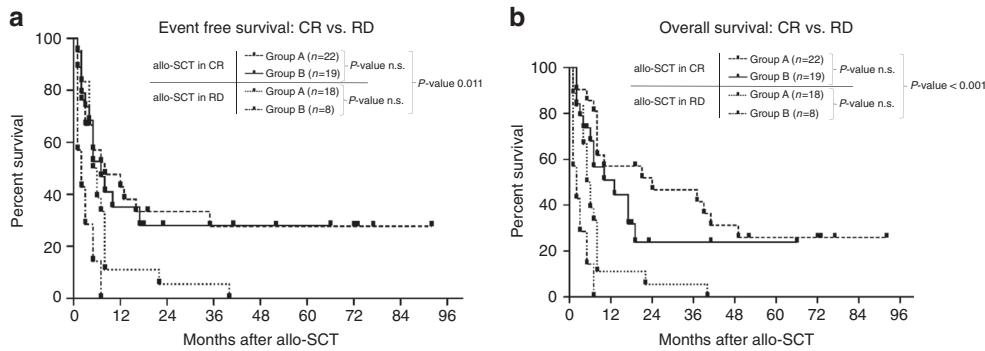 a
Event free survival: CR vs. RD
allo-SCT in CR
Group A (n=22)
Group B (n=19)
P-value n.s.
allo-SCT in RD
Group A (n=18)
Group B (n=8)
P-value n.s.
P-value 0.011
Percent survival
100
80
60
40
20
0
0 12 24 36 48 60 72 84 96
Months after allo-SCT
b
Overall survival: CR vs. RD
allo-SCT in CR
Group A (n=22)
Group B (n=19)
P-value n.s.
allo-SCT in RD
Group A (n=18)
Group B (n=8)
P-value n.s.
P-value < 0.001
Percent survival
100
80
60
40
20
0
0 12 24 36 48 60 72 84 96
Months after allo-SCT